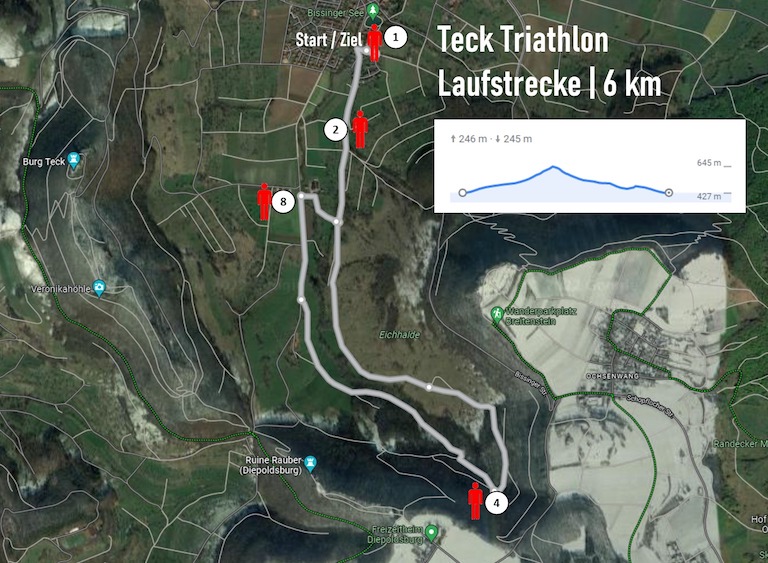 Bissinger See
Start / Ziel
1
Teck Triathlon
Laufstrecke | 6 km
↑ 246 m · ↓ 245 m
645 m
427 m
2
Burg Teck
8
Veronikahöhle
Wanderparkplatz
Breitenstein
Eichhalde
OCHSENWANG
Bissinger Str.
Schopflocher-Str.
Randecker M
Ruine Rauber
(Diepoldsburg)
4
Freizeitheim
Diepoldsburg
Hof
O
Sk